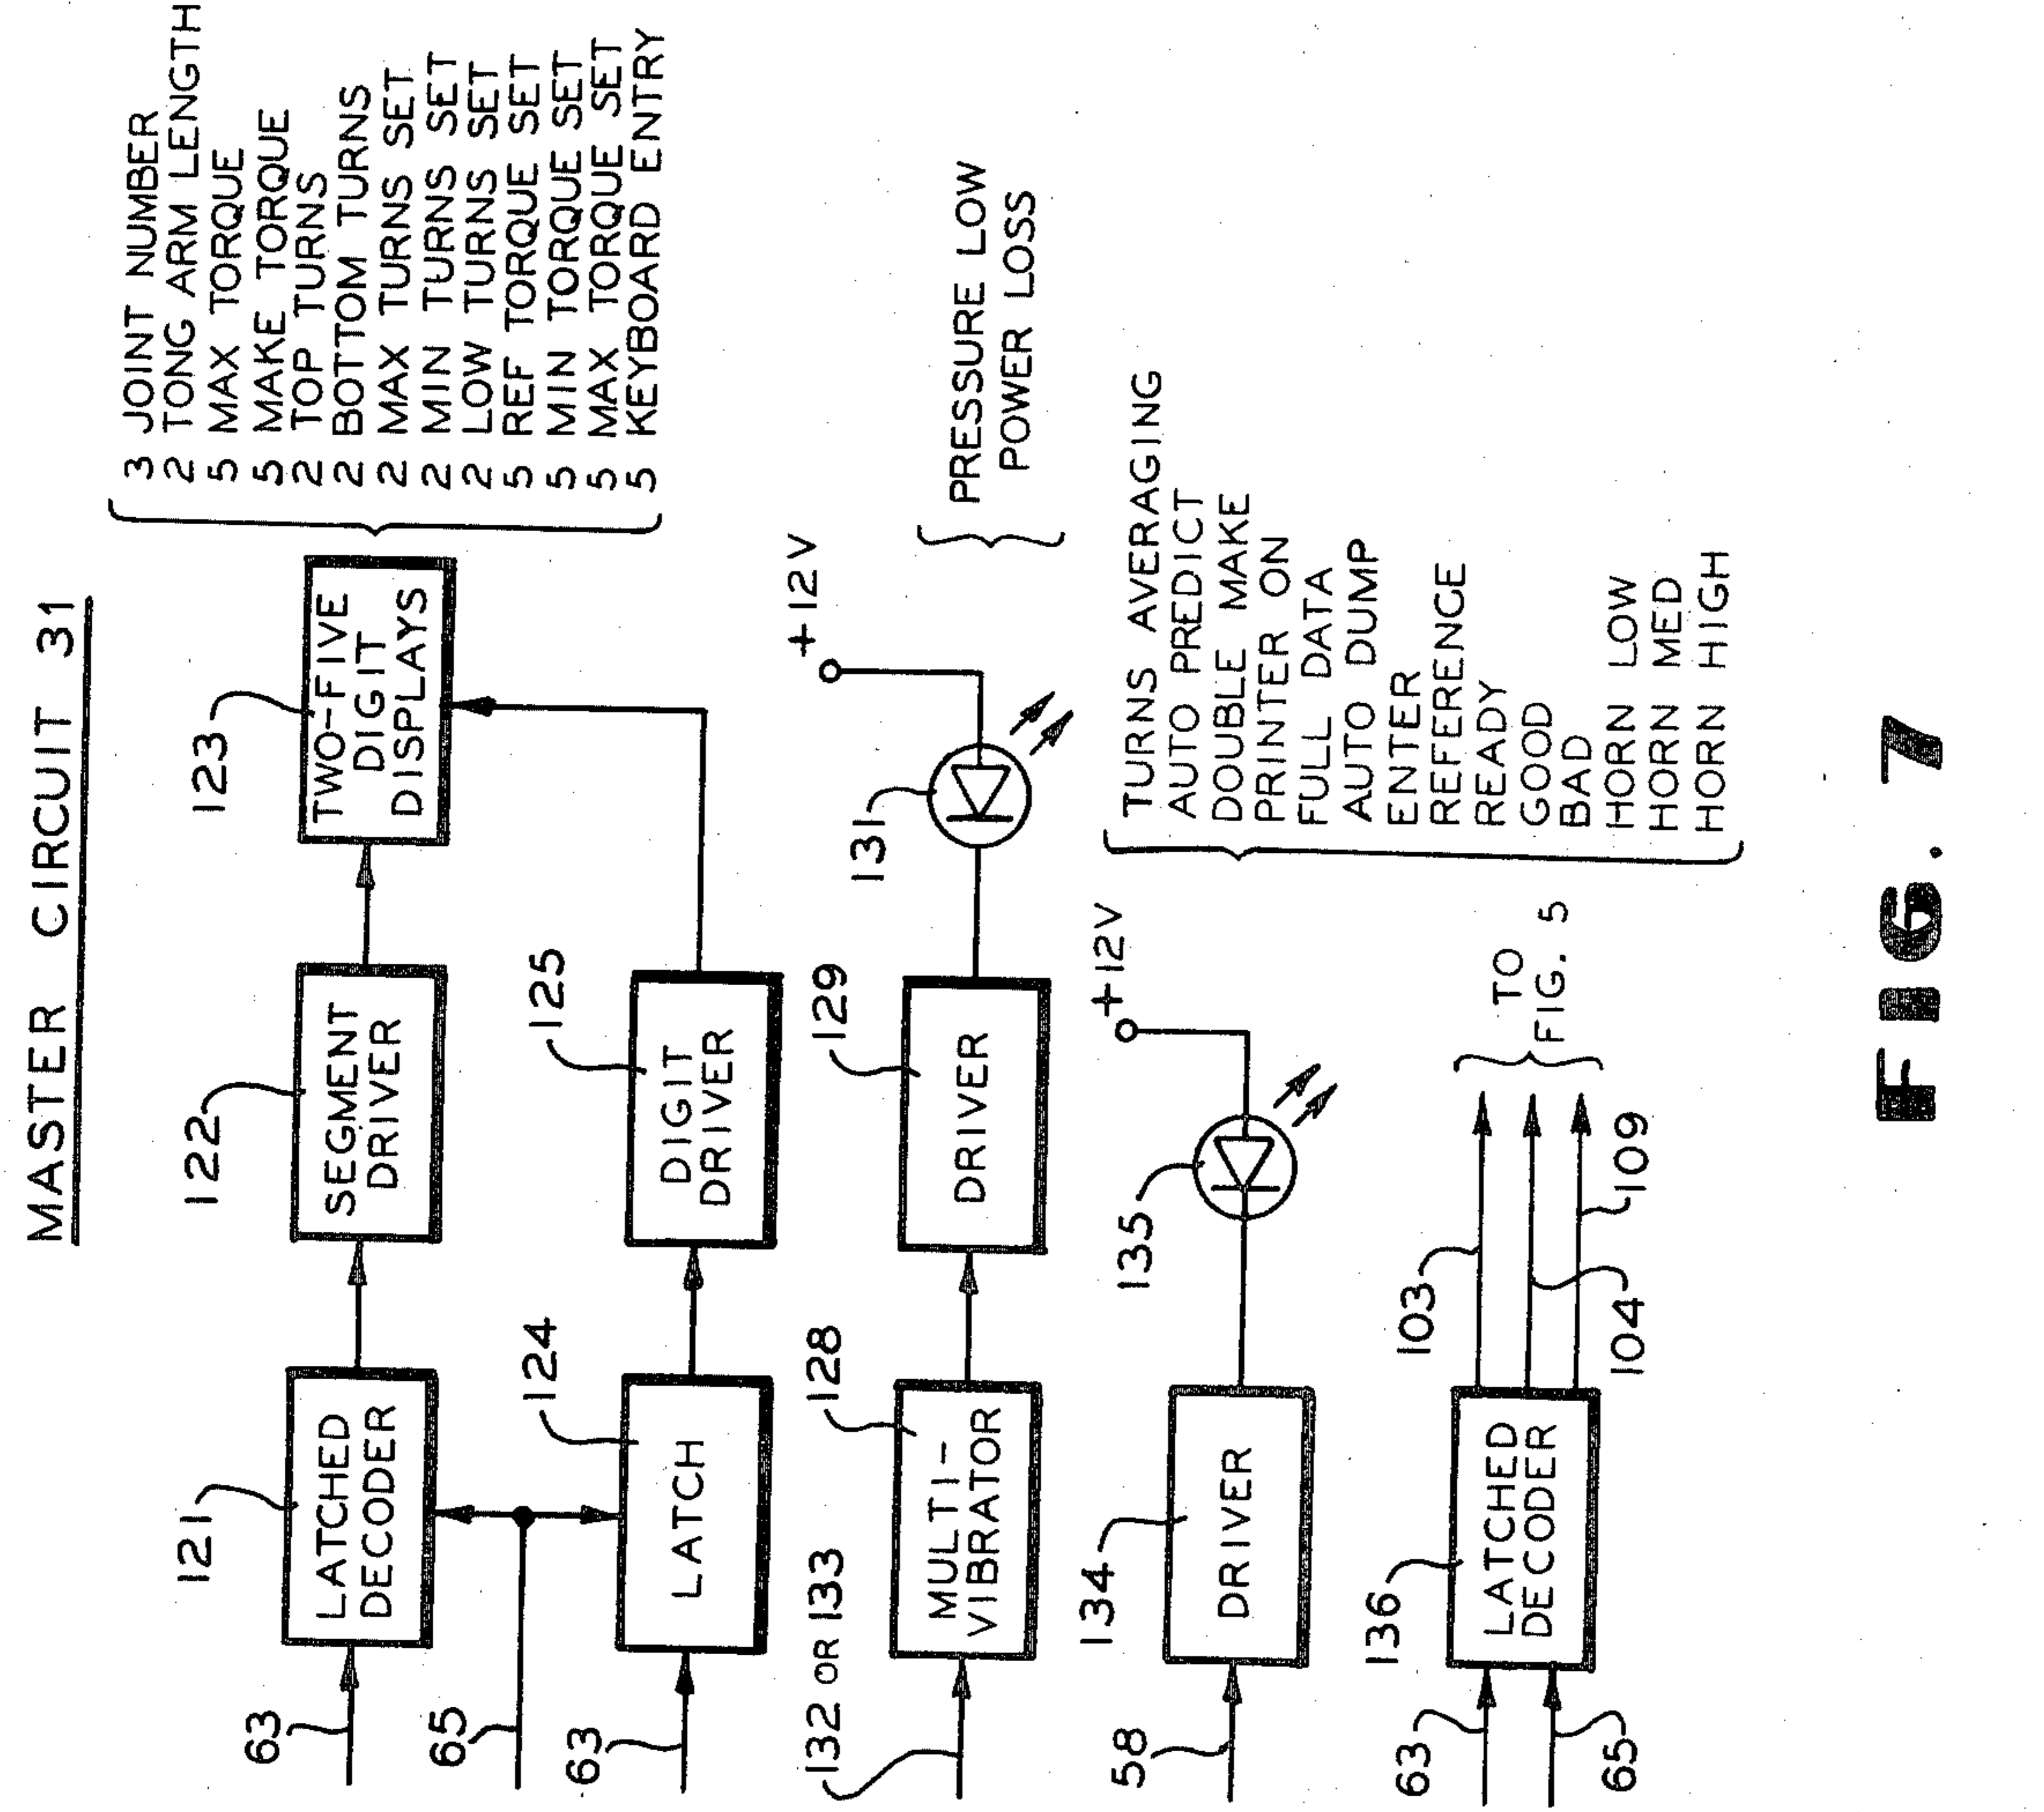 MASTER CIRCUIT 31
121
122
123
63
LATCHED
DECODER
SEGMENT
DRIVER
TWO-FIVE
DIGIT
DISPLAYS
3 JOINT NUMBER
2 TONG ARM LENGTH
5 MAX TORQUE
5 MAKE TORQUE
2 TOP TURNS
2 BOTTOM TURNS
2 MAX TURNS SET
2 MIN TURNS SET
2 LOW TURNS SET
5 REF TORQUE SET
5 MIN TORQUE SET
5 MAX TORQUE SET
5 KEYBOARD ENTRY
65
124
125
63
LATCH
DIGIT
DRIVER
132 OR 133
128
129
131
+12V
MULTI-
VIBRATOR
DRIVER
PRESSURE LOW
POWER LOSS
58
134
135
+12V
DRIVER
TURNS AVERAGING
AUTO PREDICT
DOUBLE MAKE
PRINTER ON
FULL DATA
AUTO DUMP
ENTER
REFERENCE
READY
GOOD
BAD
HORN LOW
HORN MED
HORN HIGH
63
65
136
LATCHED
DECODER
103
104
109
TO
FIG. 5
FIG. 7